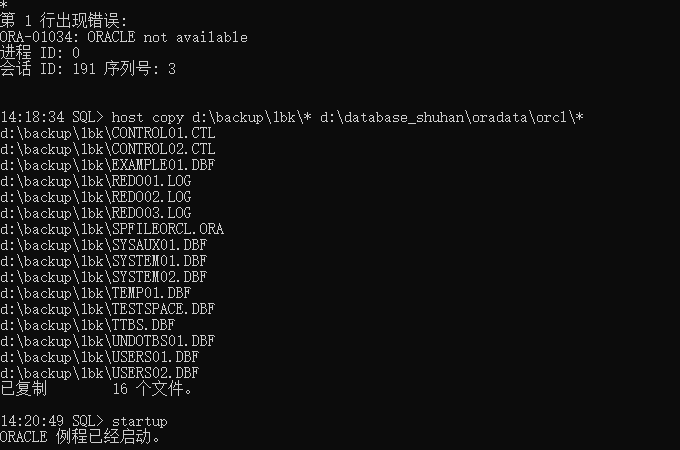 *
第 1 行出现错误:
ORA-01034: ORACLE not available
进程 ID: 0
会话 ID: 191 序列号: 3
14:18:34 SQL> host copy d:\backup\lbk\* d:\database_shuhan\oradata\orcl\*
d:\backup\lbk\CONTROL01.CTL
d:\backup\lbk\CONTROL02.CTL
d:\backup\lbk\EXAMPLE01.DBF
d:\backup\lbk\REDO01.LOG
d:\backup\lbk\REDO02.LOG
d:\backup\lbk\REDO03.LOG
d:\backup\lbk\SPFILEORCL.ORA
d:\backup\lbk\SYSAUX01.DBF
d:\backup\lbk\SYSTEM01.DBF
d:\backup\lbk\SYSTEM02.DBF
d:\backup\lbk\TEMP01.DBF
d:\backup\lbk\TESTSPACE.DBF
d:\backup\lbk\TTBS.DBF
d:\backup\lbk\UNDOTBS01.DBF
d:\backup\lbk\USERS01.DBF
d:\backup\lbk\USERS02.DBF
已复制         16 个文件。
14:20:49 SQL> startup
ORACLE 例程已经启动。